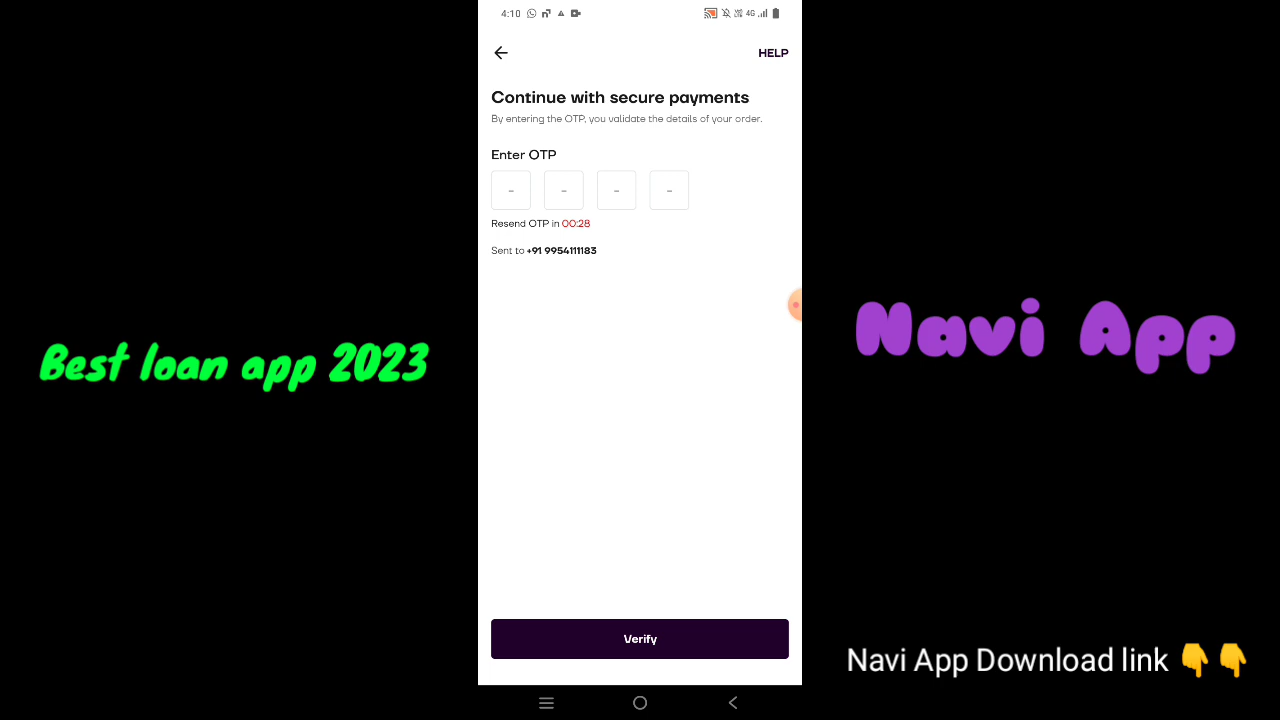 4:10
4G
HELP
Continue with secure payments
By entering the OTP, you validate the details of your order.
Enter OTP
- - - -
Resend OTP in 00:28
Sent to +91 9954111183
Best loan app 2023
Navi App
Verify
Navi App Download link 👇👇